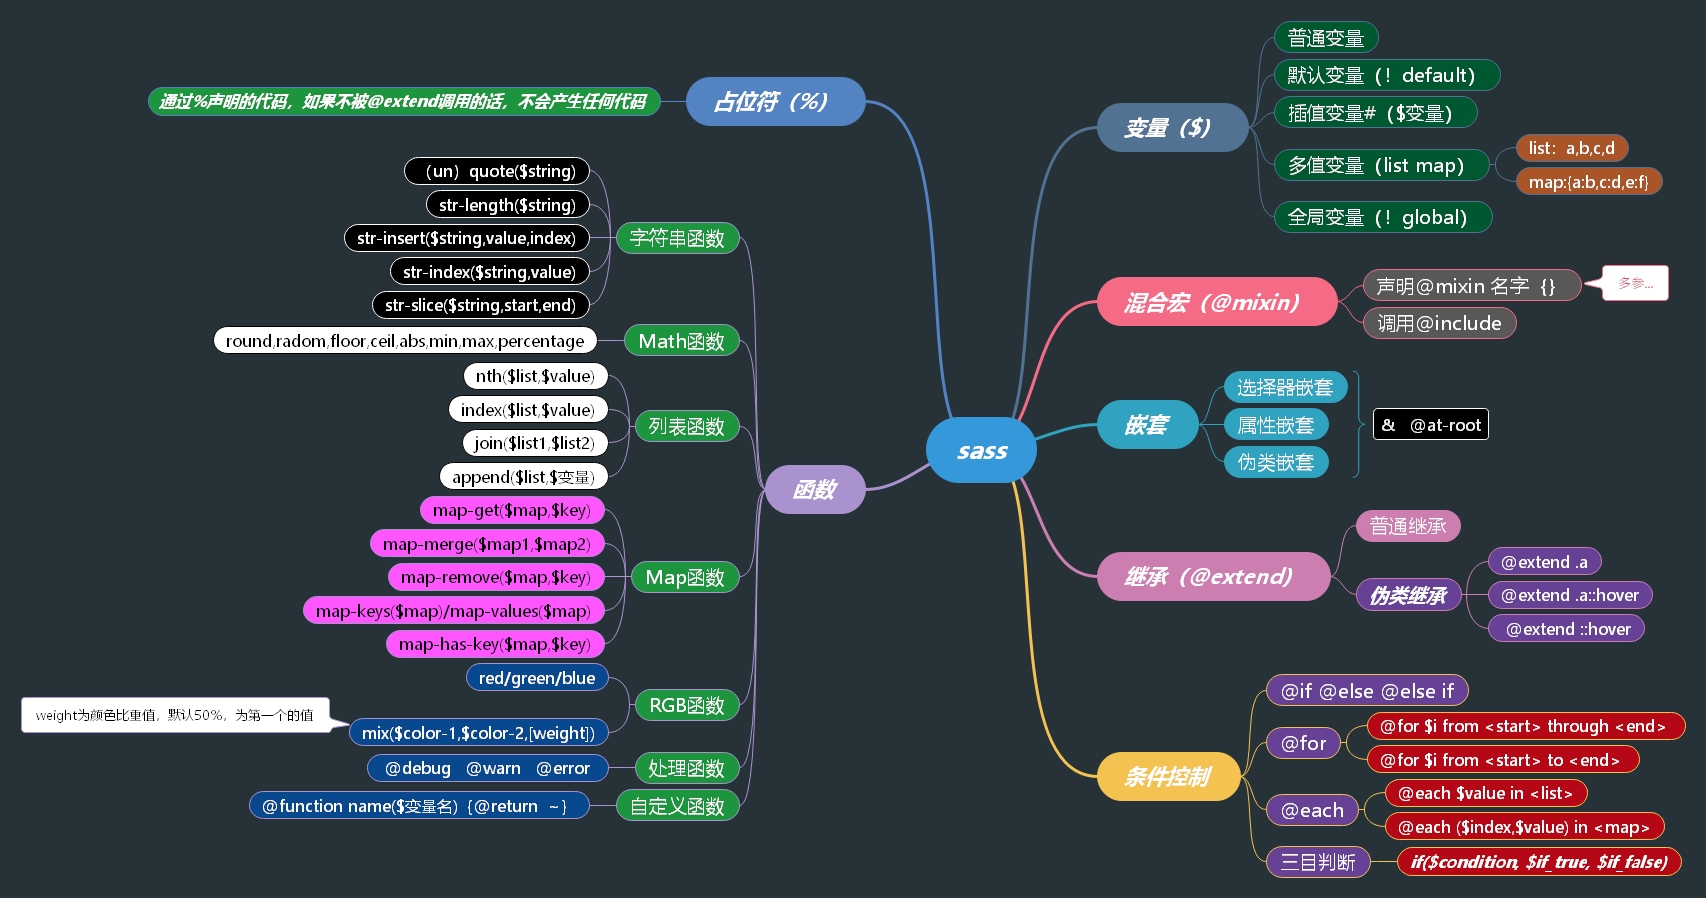 sass
占位符（%）
通过%声明的代码，如果不被@extend调用的话，不会产生任何代码
函数
字符串函数
（un）quote($string)
str-length($string)
str-insert($string,value,index)
str-index($string,value)
str-slice($string,start,end)
Math函数
round,radom,floor,ceil,abs,min,max,percentage
列表函数
nth($list,$value)
index($list,$value)
join($list1,$list2)
append($list,$变量)
Map函数
map-get($map,$key)
map-merge($map1,$map2)
map-remove($map,$key)
map-keys($map)/map-values($map)
map-has-key($map,$key)
RGB函数
red/green/blue
mix($color-1,$color-2,[weight])
weight为颜色比重值，默认50%，为第一个的值
处理函数
@debug @warn @error
自定义函数
@function name($变量名)｛@return ~｝
变量（$）
普通变量
默认变量（！default）
插值变量#（$变量）
多值变量（list map）
list：a,b,c,d
map:{a:b,c:d,e:f}
全局变量（！global）
混合宏（@mixin）
声明@mixin 名字｛｝
多参...
调用@include
嵌套
选择器嵌套
属性嵌套
伪类嵌套
& @at-root
继承（@extend）
普通继承
伪类继承
@extend .a
@extend .a::hover
@extend ::hover
条件控制
@if @else @else if
@for
@for $i from <start> through <end>
@for $i from <start> to <end>
@each
@each $value in <list>
@each ($index,$value) in <map>
三目判断
if($condition, $if_true, $if_false)